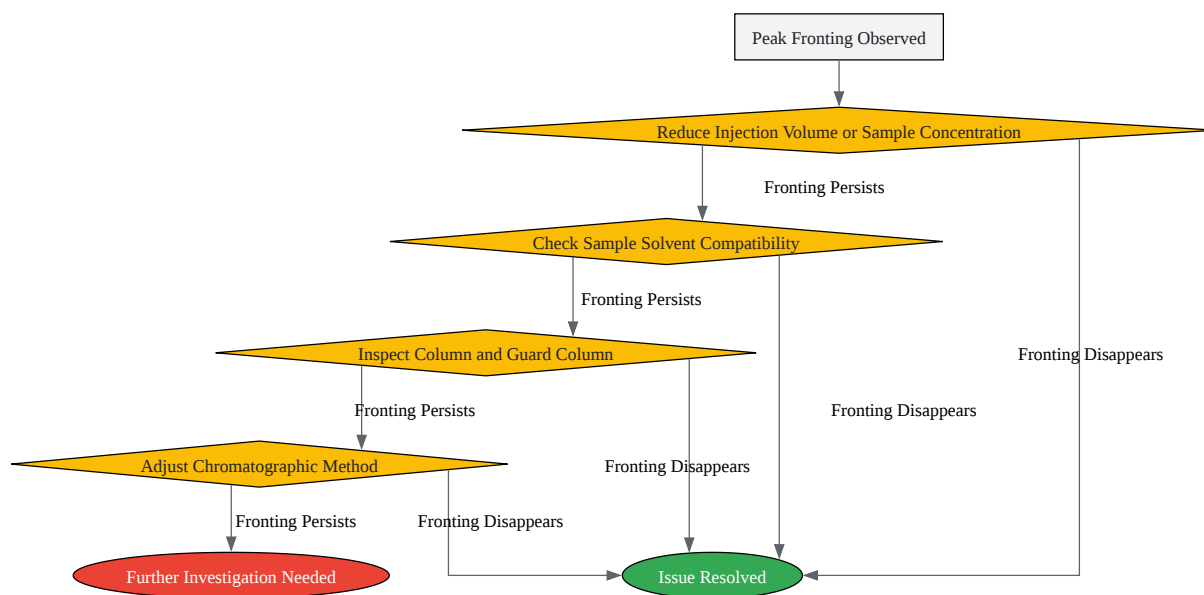 Peak Fronting Observed
Reduce Injection Volume or Sample Concentration
Fronting Persists
Check Sample Solvent Compatibility
Fronting Persists
Inspect Column and Guard Column
Fronting Disappears
Fronting Persists
Fronting Disappears
Adjust Chromatographic Method
Fronting Disappears
Fronting Persists
Fronting Disappears
Further Investigation Needed
Issue Resolved